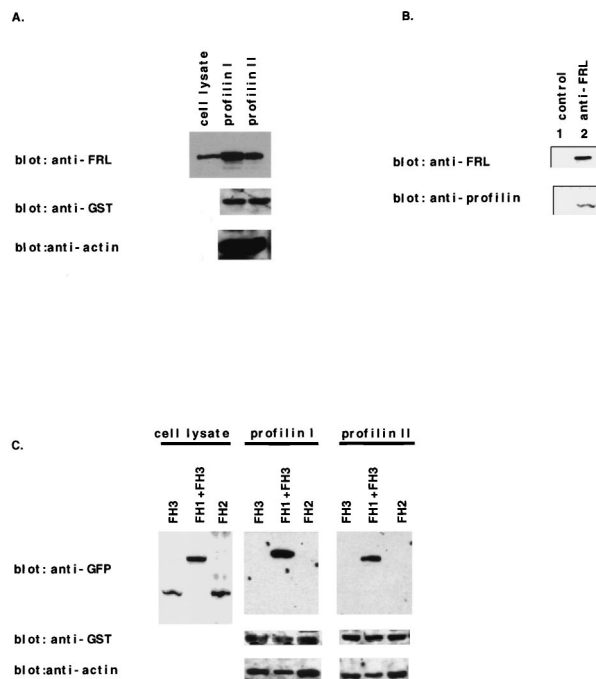 A.
cell lysate
profilin I
profilin II
blot: anti-FRL
blot: anti-GST
blot:anti-actin
B.
control
anti-FRL
1 2
blot: anti-FRL
blot: anti-profilin
C.
cell lysate profilin I profilin II
FH3 FH1+FH3 FH2 FH3 FH1+FH3 FH2 FH3 FH1+FH3 FH2
blot: anti-GFP
blot: anti-GST
blot:anti-actin